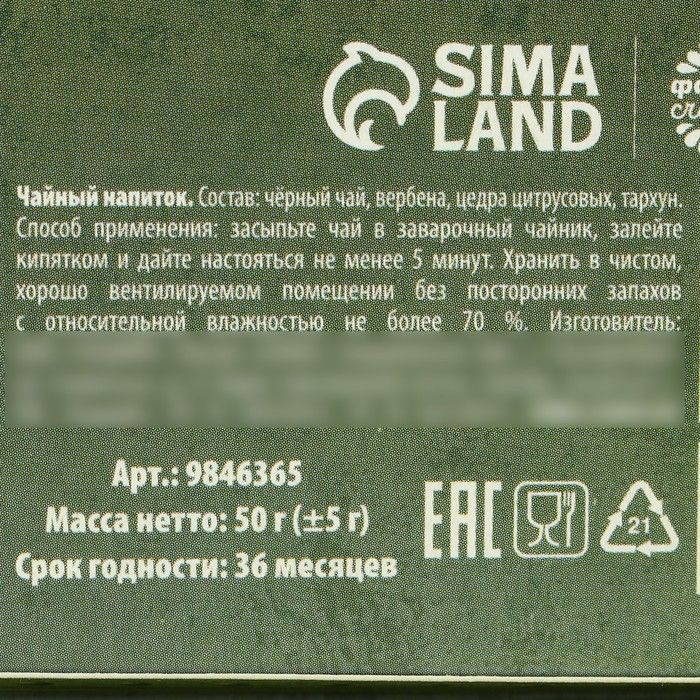 SIMA
LAND
Чайный напиток. Состав: чёрный чай, вербена, цедра цитрусовых, тархун.
Способ применения: засыпьте чай в заварочный чайник, залейте
кипятком и дайте настояться не менее 5 минут. Хранить в чистом,
хорошо вентилируемом помещении без посторонних запахов
с относительной влажностью не более 70 %. Изготовитель:
Арт.: 9846365
Масса нетто: 50 г (±5 г)
Срок годности: 36 месяцев
ЕАС
21